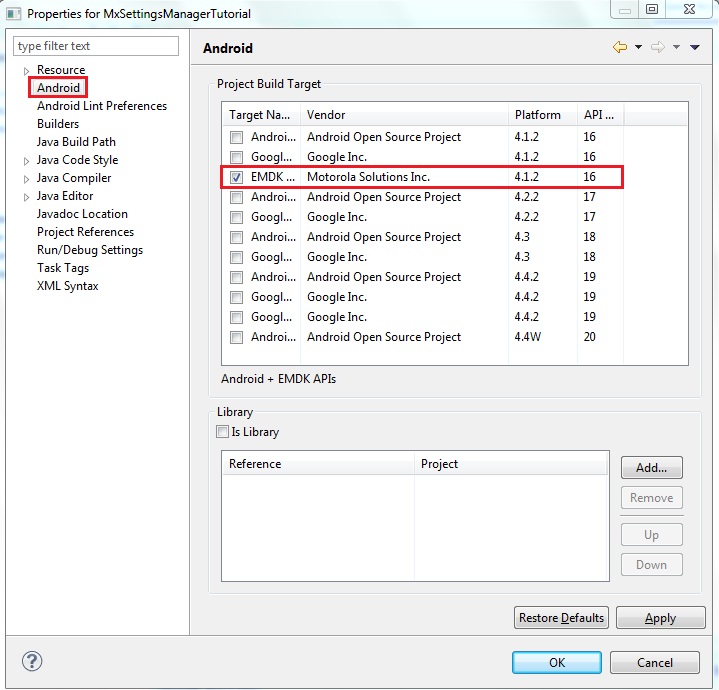 Properties for MxSettingsManagerTutorial
type filter text
Resource
Android
Android Lint Preferences
Builders
Java Build Path
Java Code Style
Java Compiler
Java Editor
Javadoc Location
Project References
Run/Debug Settings
Task Tags
XML Syntax
Android
Project Build Target
Target Na... Vendor Platform API ...
Androi... Android Open Source Project 4.1.2 16
Googl... Google Inc. 4.1.2 16
EMDK ... Motorola Solutions Inc. 4.1.2 16
Androi... Android Open Source Project 4.2.2 17
Googl... Google Inc. 4.2.2 17
Androi... Android Open Source Project 4.3 18
Googl... Google Inc. 4.3 18
Androi... Android Open Source Project 4.4.2 19
Googl... Google Inc. 4.4.2 19
Googl... Google Inc. 4.4.2 19
Androi... Android Open Source Project 4.4W 20
Android + EMDK APIs
Library
Is Library
Reference Project
Add...
Remove
Up
Down
Restore Defaults Apply
? OK Cancel